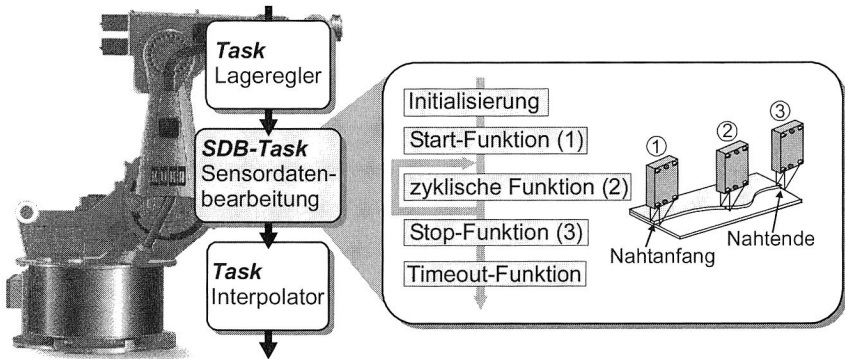 Task
Lageregler
SDB-Task
Sensordaten-
bearbeitung
Task
Interpolator
Initialisierung
Start-Funktion (1)
zyklische Funktion (2)
Stop-Funktion (3)
Timeout-Funktion
1
2
3
Nahtanfang
Nahtende
KUKA